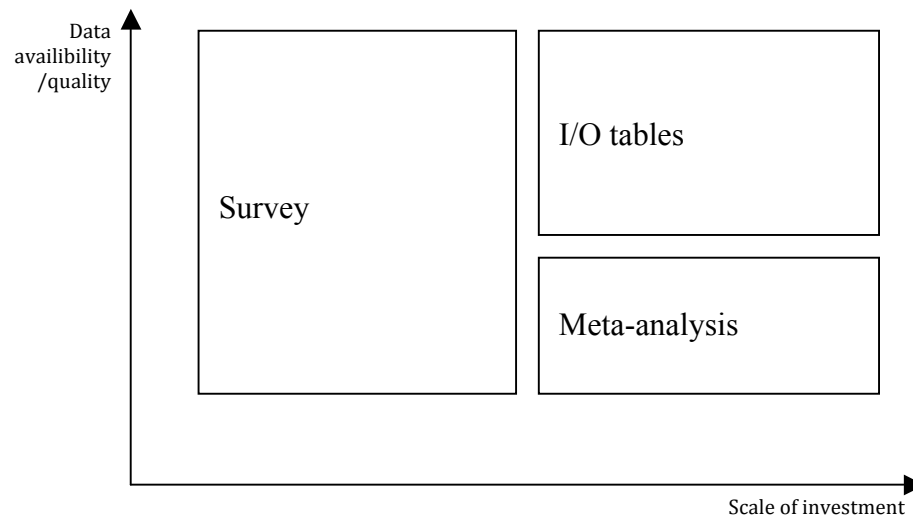 Data
availibility
/quality
I/O tables
Survey
Meta-analysis
Scale of investment